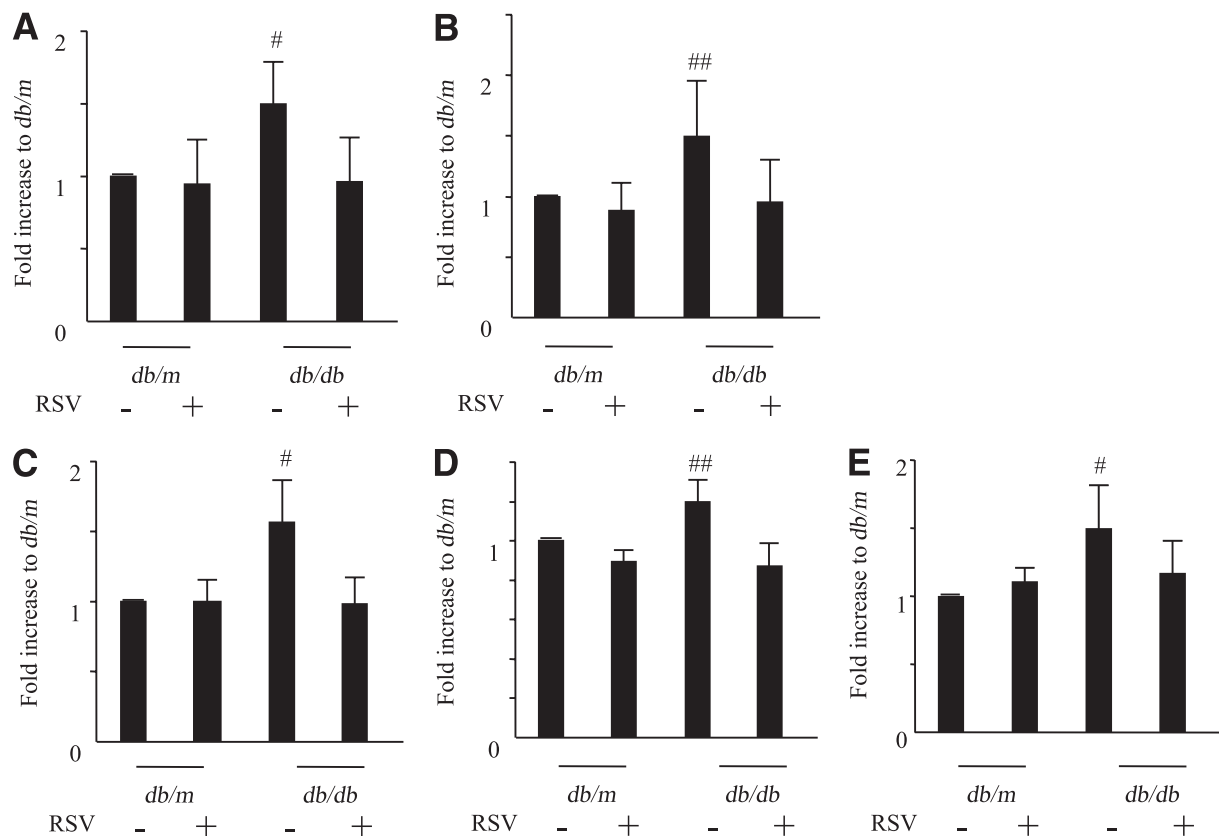 A
Fold increase to db/m
2
1
0
#
db/m db/db
RSV - + - +
B
Fold increase to db/m
2
1
0
##
db/m db/db
RSV - + - +
C
Fold increase to db/m
2
1
0
#
db/m db/db
RSV - + - +
D
Fold increase to db/m
1
0
##
db/m db/db
RSV - + - +
E
Fold increase to db/m
2
1
0
#
db/m db/db
RSV - + - +